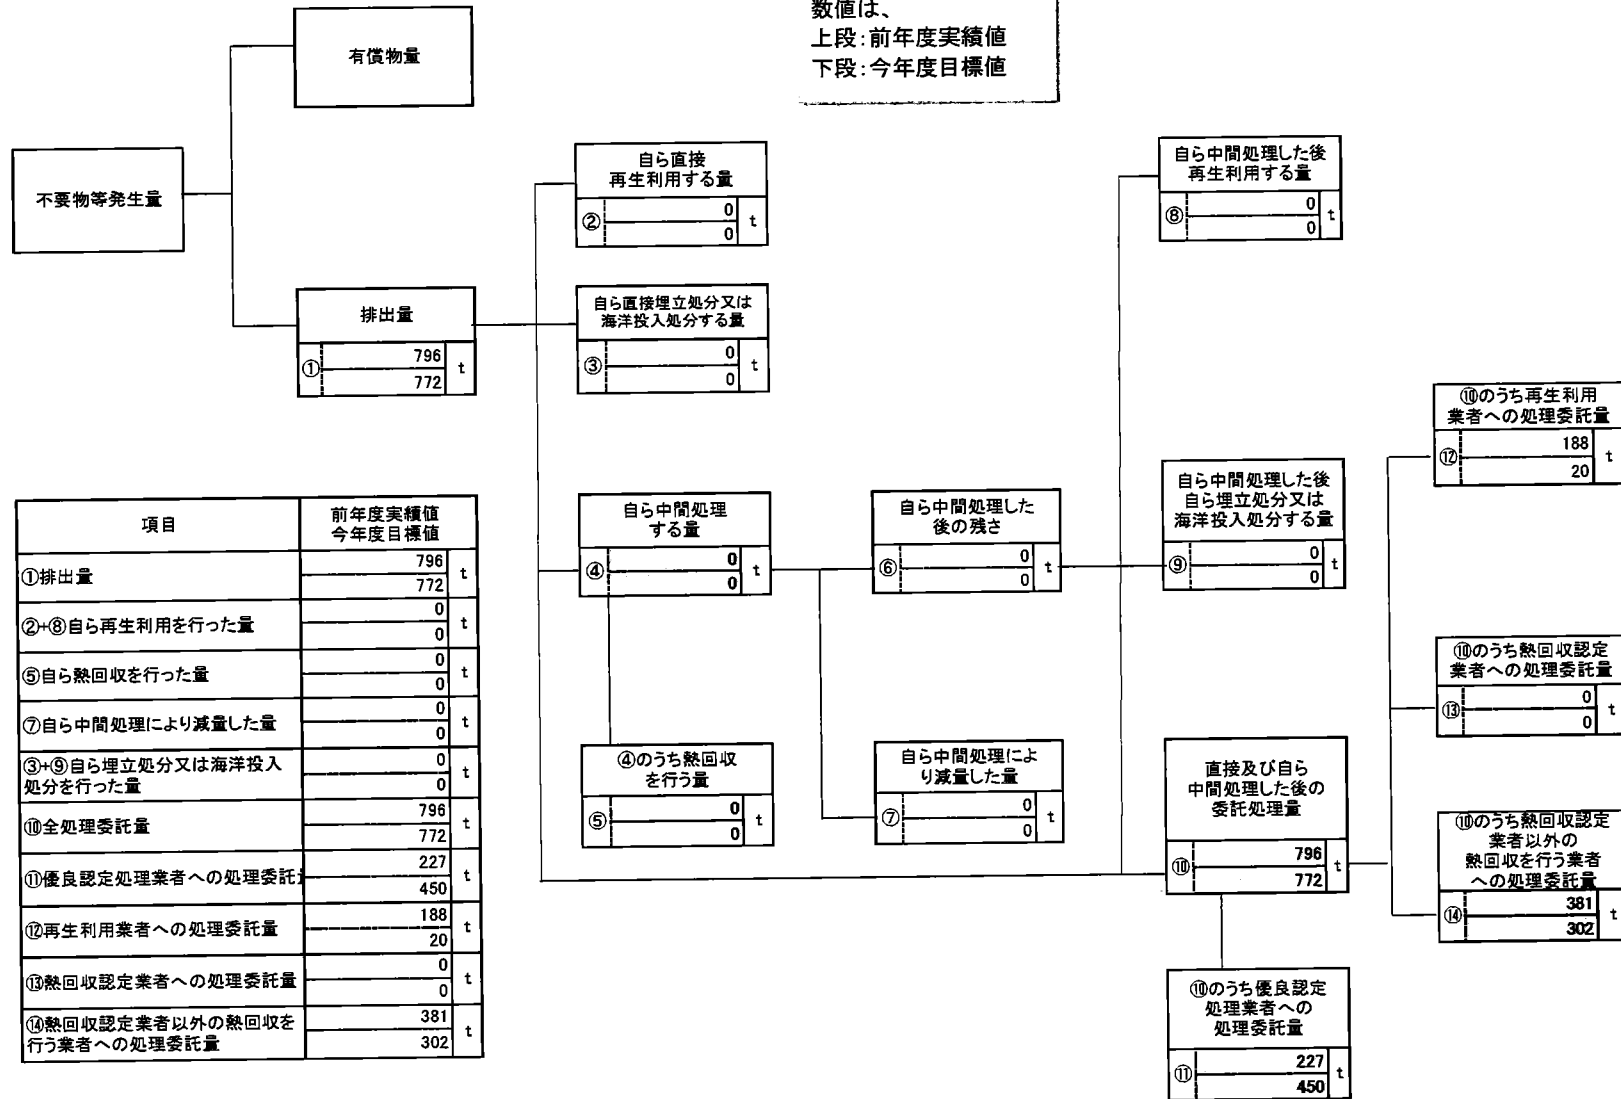 数値は、
上段:前年度実績値
下段:今年度目標値
有償物量
不要物等発生量
排出量
①
796
772
t
自ら直接
再生利用する量
②
0
0
t
自ら直接埋立処分又は
海洋投入処分する量
③
0
0
t
自ら中間処理
する量
④
0
0
t
④のうち熱回収
を行う量
⑤
0
0
t
自ら中間処理した
後の残さ
⑥
0
0
t
自ら中間処理によ
り減量した量
⑦
0
0
t
自ら中間処理した後
再生利用する量
⑧
0
0
t
自ら中間処理した後
自ら埋立処分又は
海洋投入処分する量
⑨
0
0
t
直接及び自ら
中間処理した後の
委託処理量
⑩
796
772
t
⑩のうち優良認定
処理業者への
処理委託量
⑪
227
450
t
⑩のうち再生利用
業者への処理委託量
⑫
188
20
t
⑩のうち熱回収認定
業者への処理委託量
⑬
0
0
t
⑩のうち熱回収認定
業者以外の
熱回収を行う業者
への処理委託量
⑭
381
302
t
項目
前年度実績値
今年度目標値
①排出量
796
772
t
②+⑧自ら再生利用を行った量
0
0
t
⑤自ら熱回収を行った量
0
0
t
⑦自ら中間処理により減量した量
0
0
t
③+⑨自ら埋立処分又は海洋投入
処分を行った量
0
0
t
⑩全処理委託量
796
772
t
⑪優良認定処理業者への処理委託
227
450
t
⑫再生利用業者への処理委託量
188
20
t
⑬熱回収認定業者への処理委託量
0
0
t
⑭熱回収認定業者以外の熱回収を
行う業者への処理委託量
381
302
t